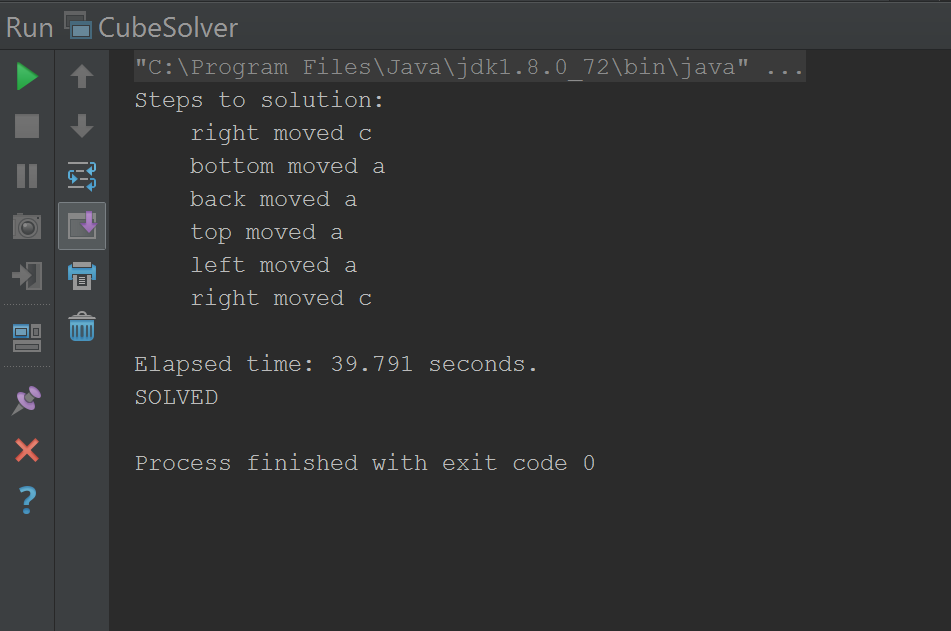 Run CubeSolver
"C:\Program Files\Java\jdk1.8.0_72\bin\java" ...
Steps to solution:
right moved c
bottom moved a
back moved a
top moved a
left moved a
right moved c
Elapsed time: 39.791 seconds.
SOLVED
Process finished with exit code 0
?